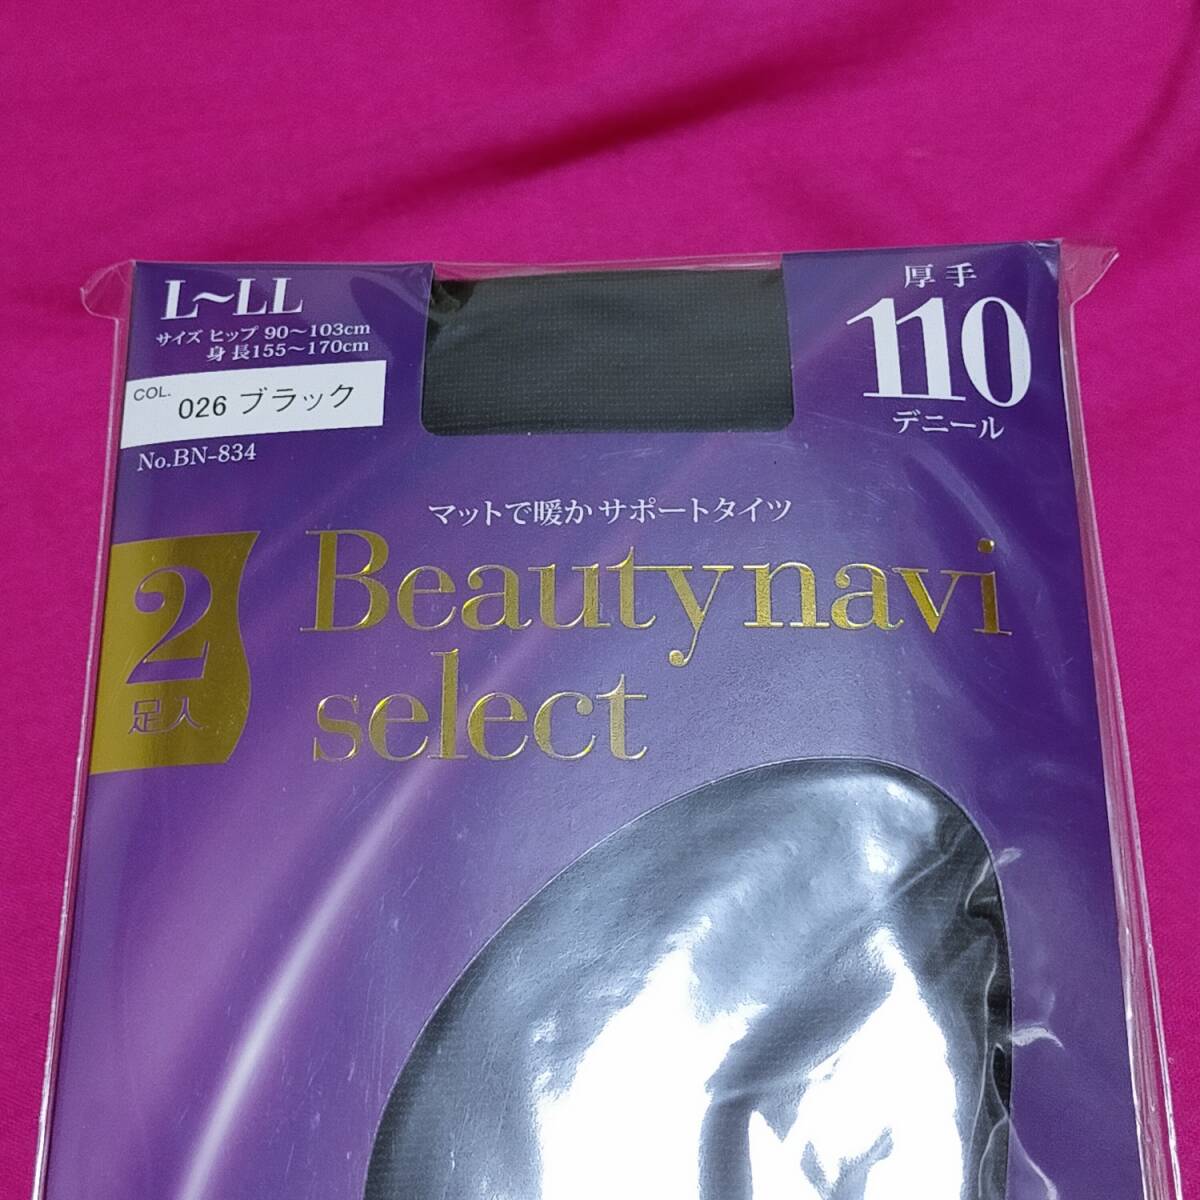 L～LL
サイズ ヒップ 90～103cm
身長155～170cm
COL. 026 ブラック
No.BN-834
厚手
110
デニール
マットで暖かサポートタイツ
2
足人
Beautynavi
select